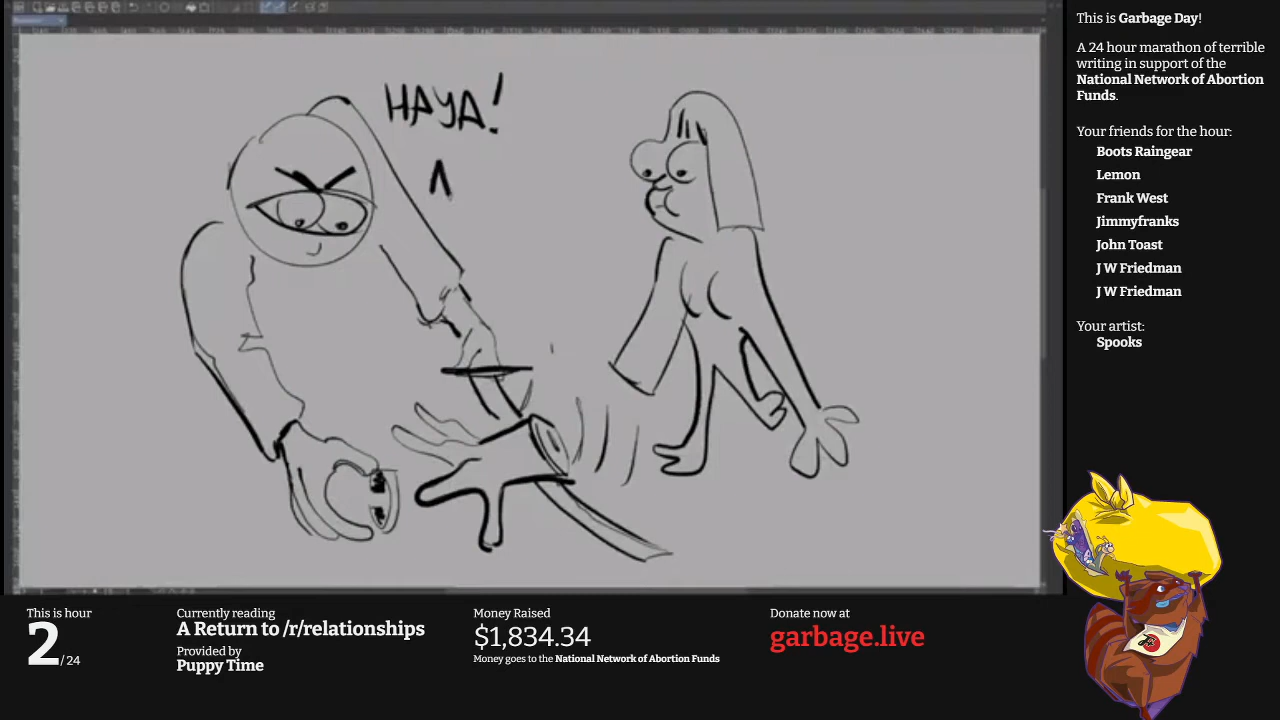 HAYA!
This is Garbage Day!
A 24 hour marathon of terrible
writing in support of the
National Network of Abortion
Funds.
Your friends for the hour:
Boots Raingear
Lemon
Frank West
Jimmyfranks
John Toast
J W Friedman
J W Friedman
Your artist:
Spooks
This is hour
2/24
Currently reading
A Return to /r/relationships
Provided by
Puppy Time
Money Raised
$1,834.34
Money goes to the National Network of Abortion Funds
Donate now at
garbage.live